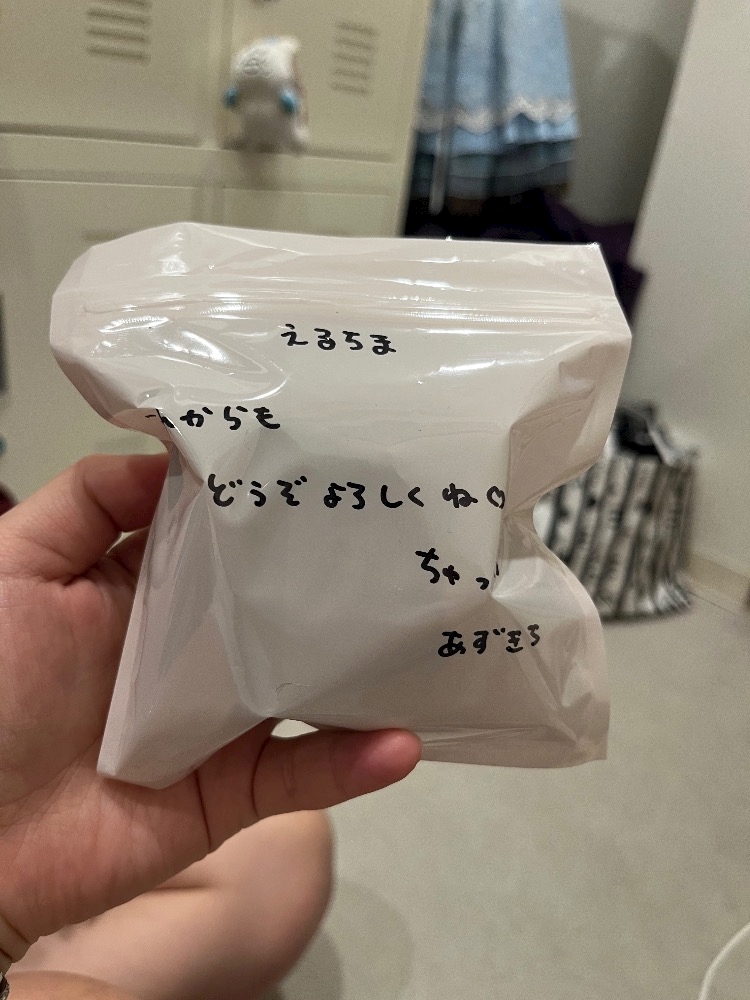 えるちま
からも
どうぞ よろしくね♡
ちゃっ
あずきち